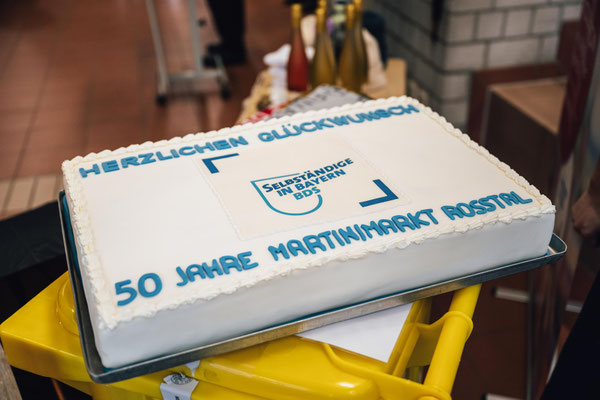 HERZLICHEN GLÜCKWUNSCH
SELBSTÄNDIGE
IN BAYERN
BDS
50 JAHRE MARTINIMARKT ROSSTAL